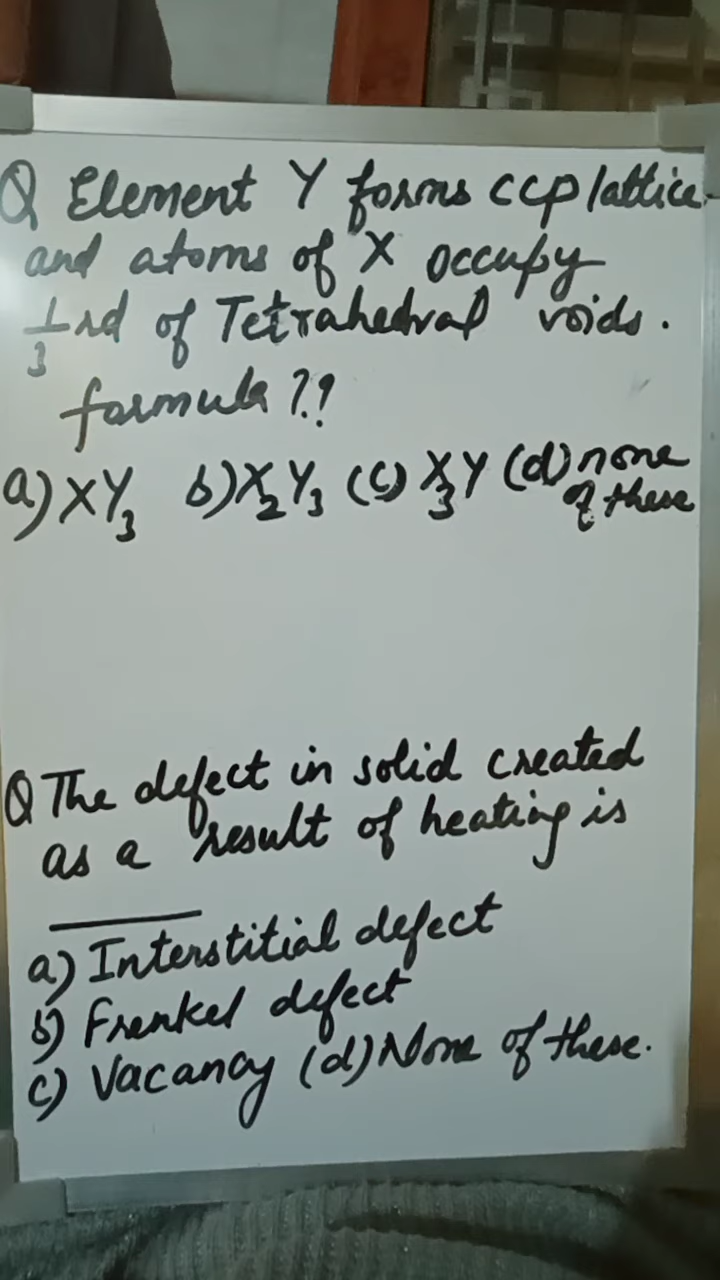 Q Element Y forms ccp lattice
and atoms of X occupy
1/3 rd of Tetrahedral voids.
formula ??
a) XY₃ b) X₂Y₃ (c) X₃Y (d) none of these
Q The defect in solid created
as a result of heating is
______
a) Interstitial defect
b) Frenkel defect
c) Vacancy (d) None of these.